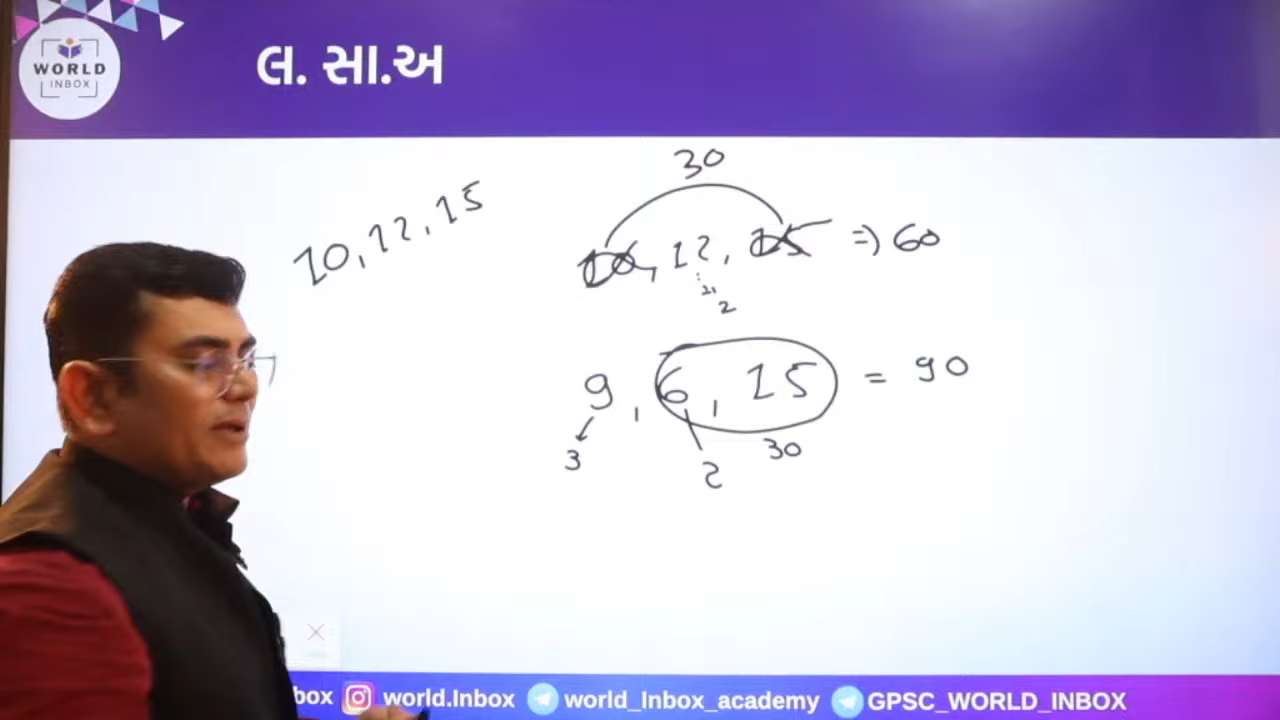 WORLD
INBOX
લ. સા.અ
10, 12, 15
30
10, 12, 15 => 60
2
9, 6, 15 = 90
3
2
30
box world.Inbox world_Inbox_academy GPSC_WORLD_INBOX